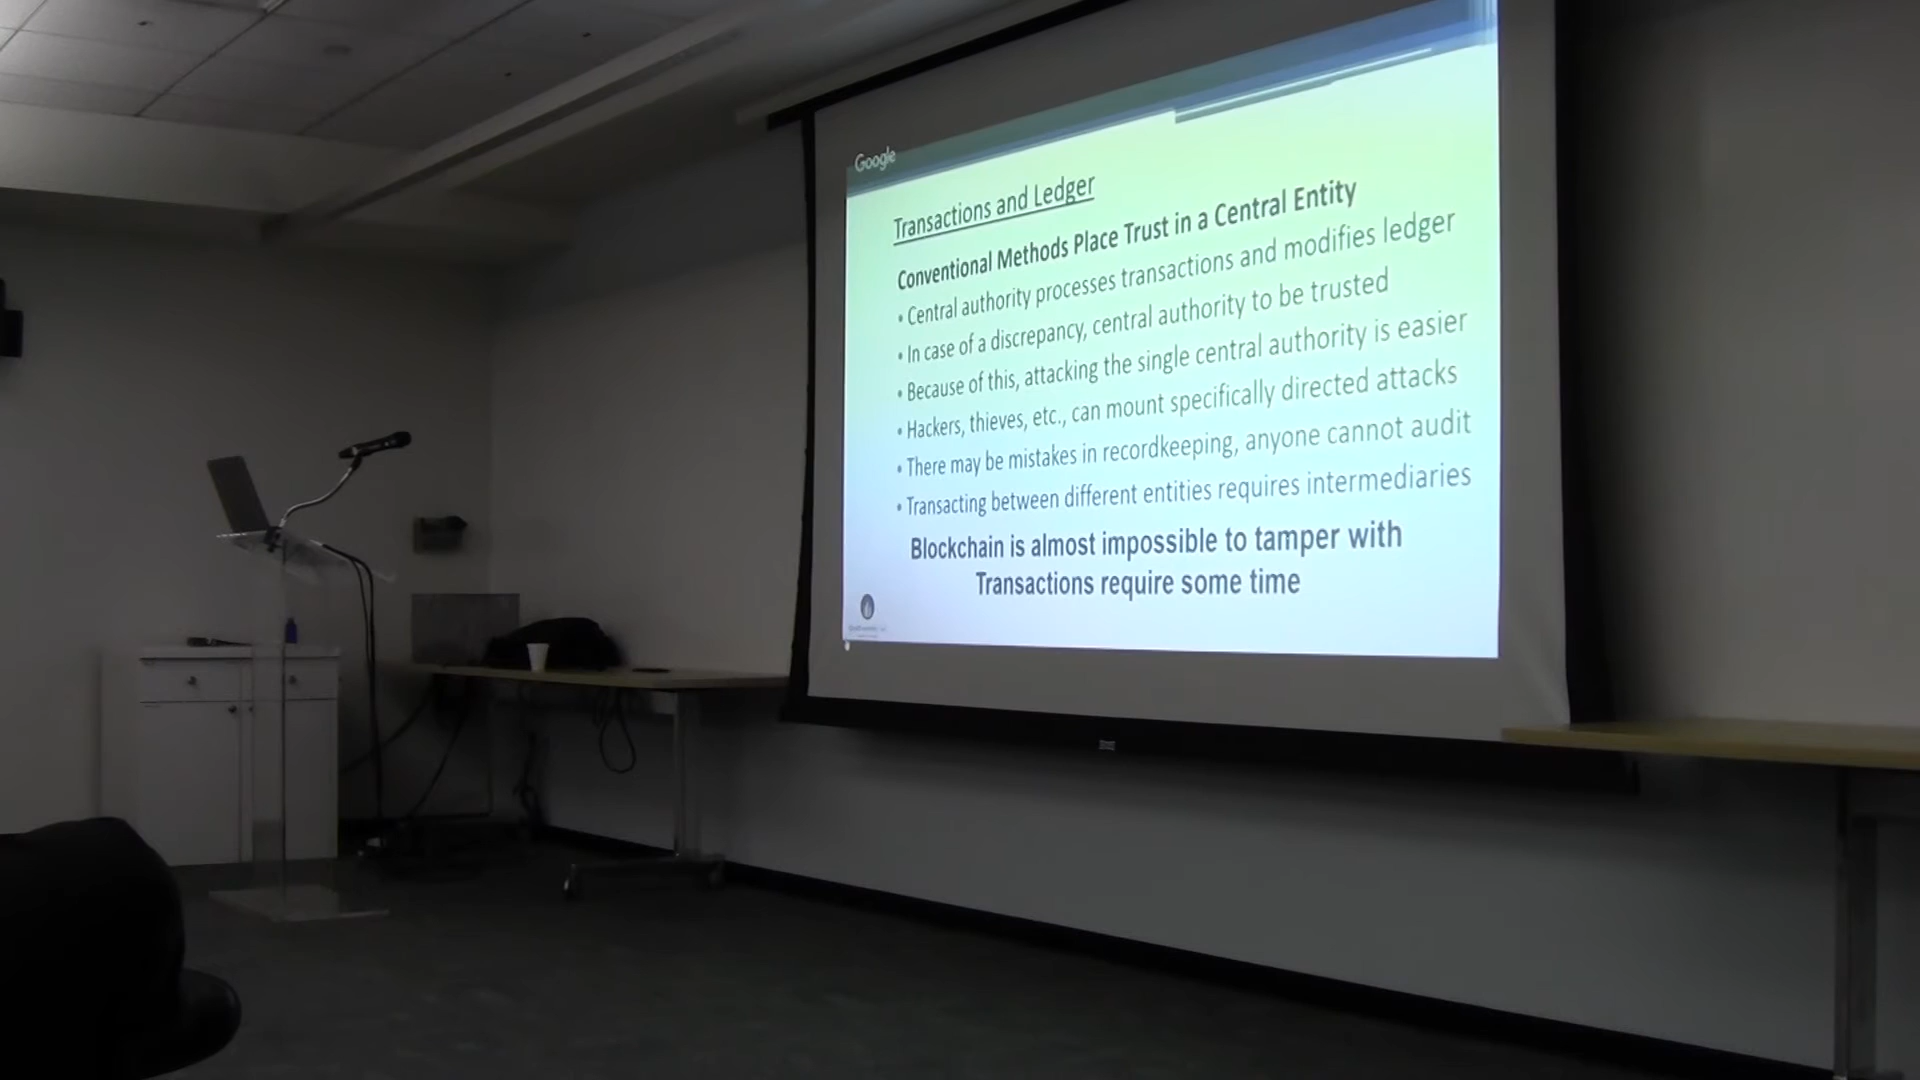 Google
Transactions and Ledger
Conventional Methods Place Trust in a Central Entity
• Central authority processes transactions and modifies ledger
• In case of a discrepancy, central authority to be trusted
• Because of this, attacking the single central authority is easier
• Hackers, thieves, etc., can mount specifically directed attacks
• There may be mistakes in recordkeeping, anyone cannot audit
• Transacting between different entities requires intermediaries
Blockchain is almost impossible to tamper with
Transactions require some time